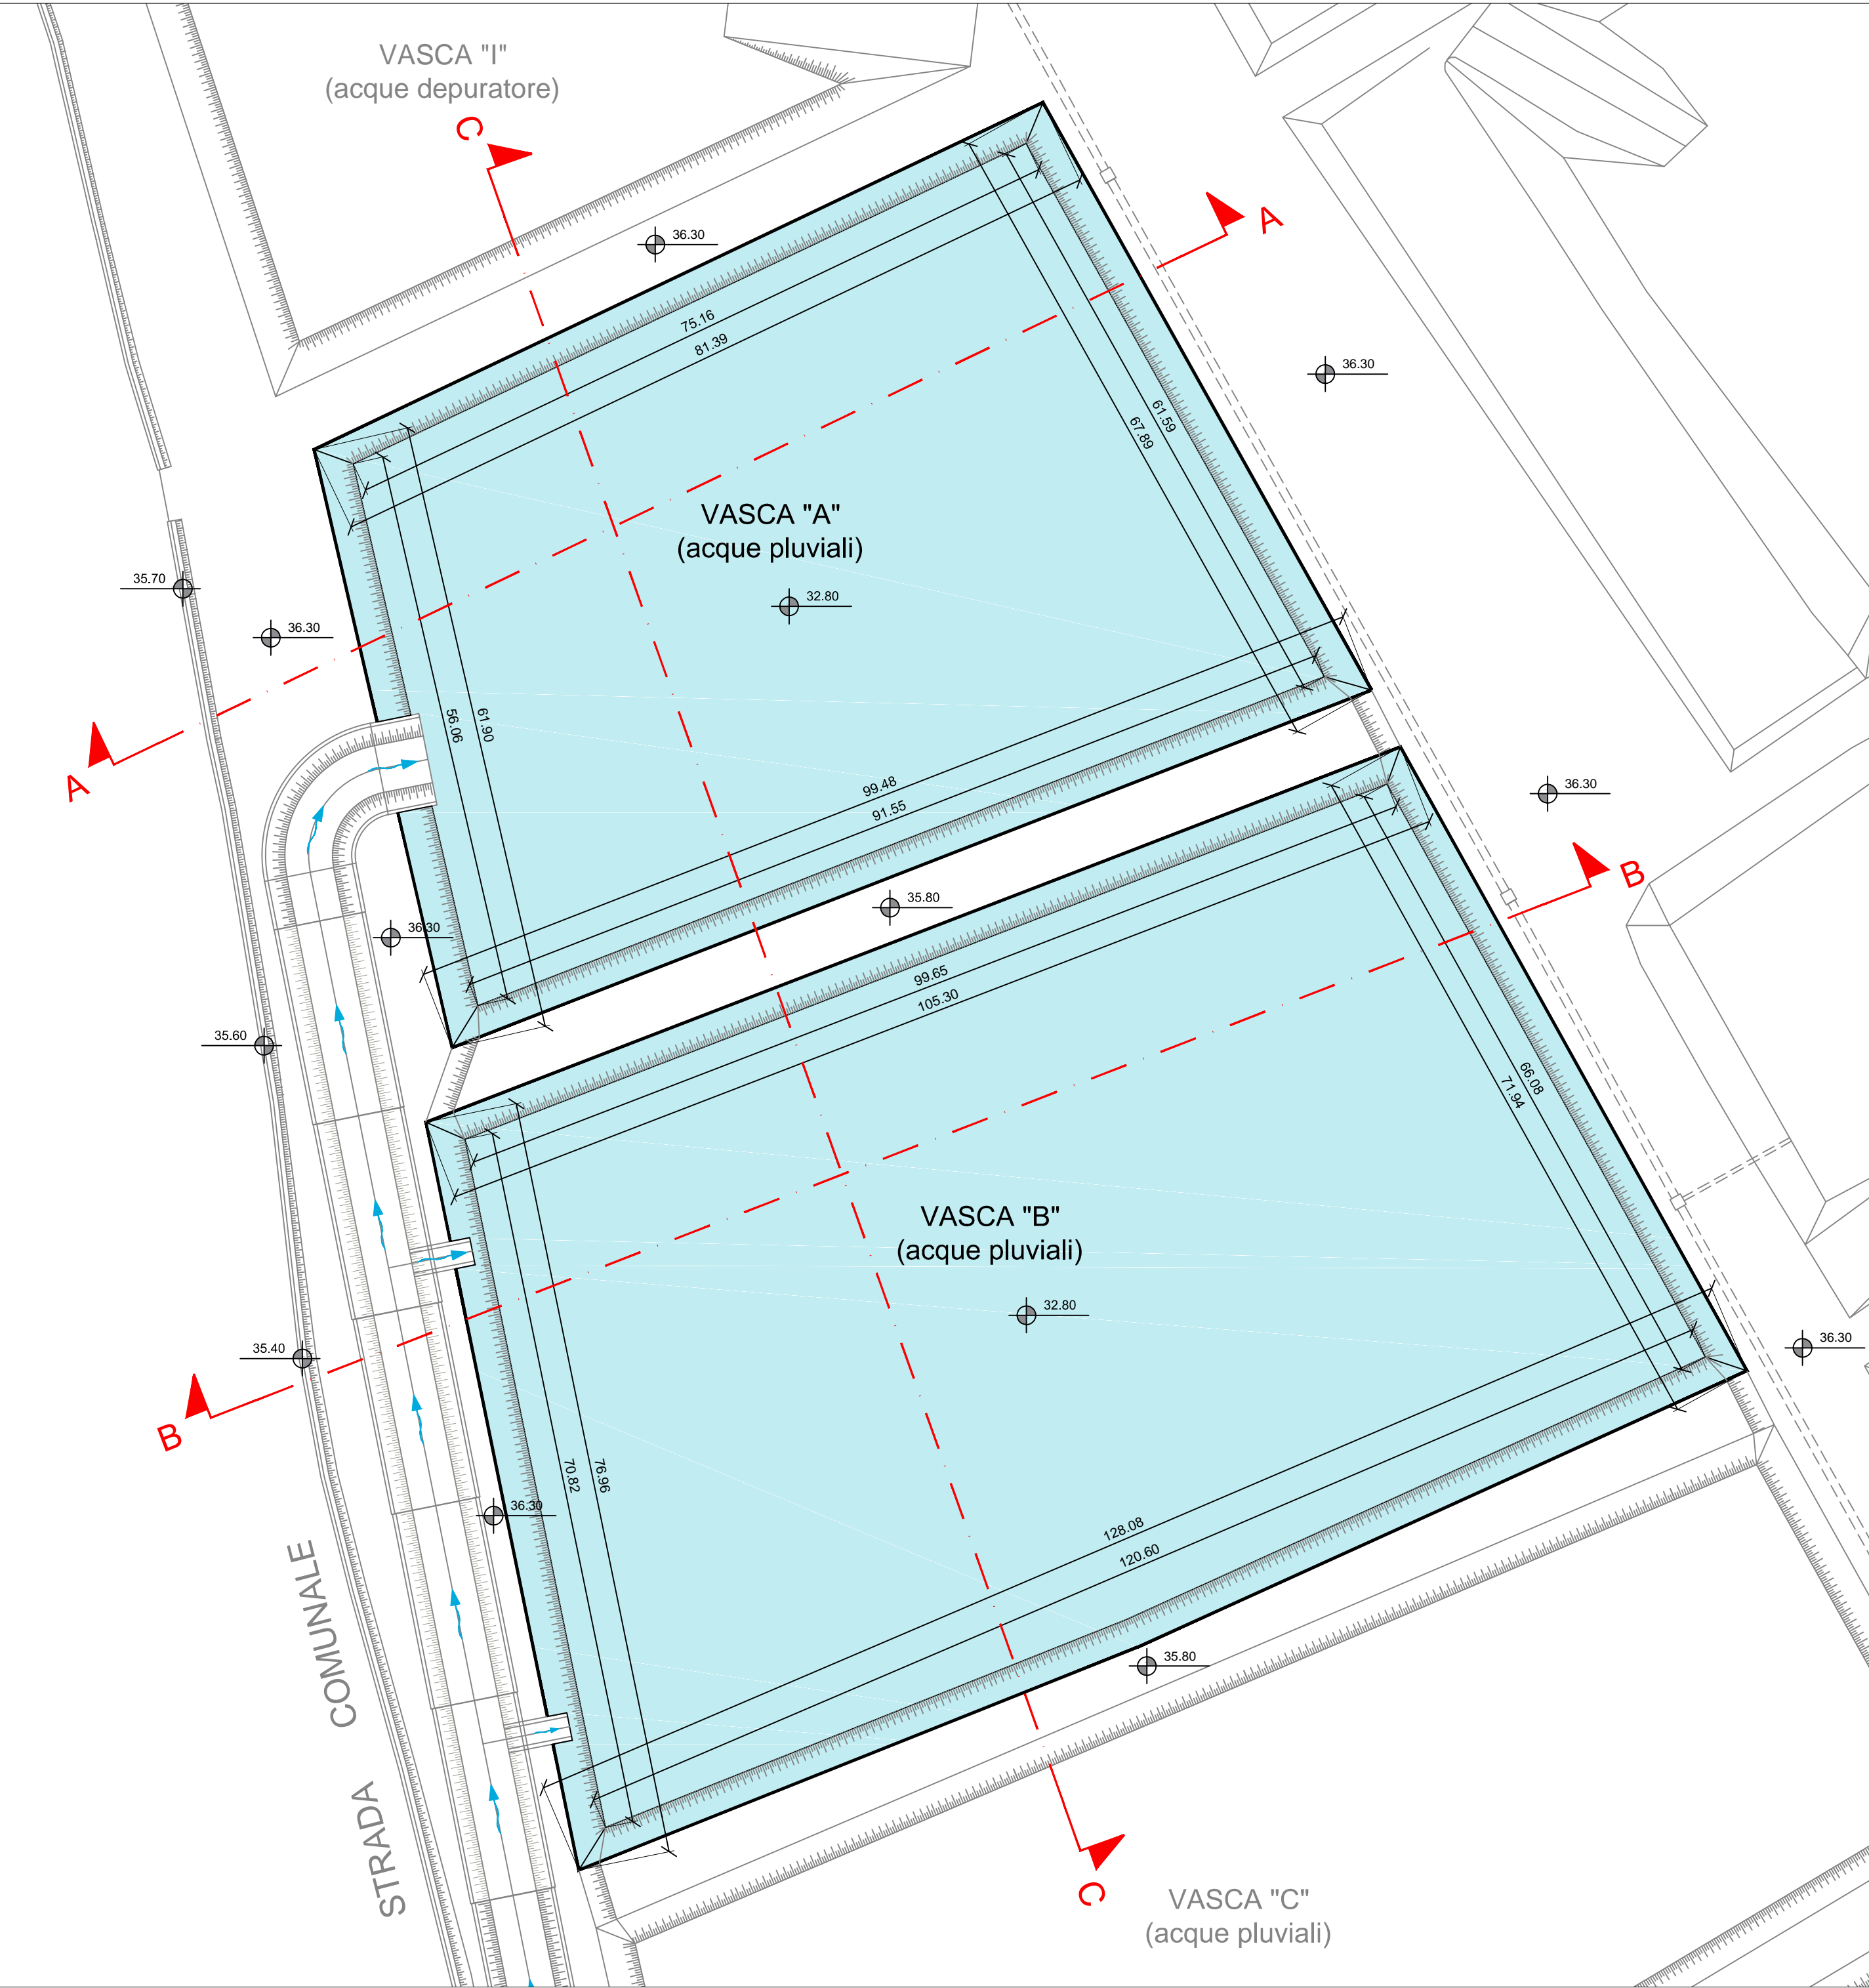 VASCA "I"
(acque depuratore)
C
A
36.30
75.16
81.39
36.30
61.59
67.89
VASCA "A"
(acque pluviali)
32.80
35.70
36.30
56.06
61.90
A
99.48
91.55
36.30
35.80
36.30
B
99.65
105.30
35.60
66.08
71.94
VASCA "B"
(acque pluviali)
32.80
35.40
36.30
B
70.82
76.96
36.30
128.08
120.60
35.80
STRADA COMUNALE
C
VASCA "C"
(acque pluviali)